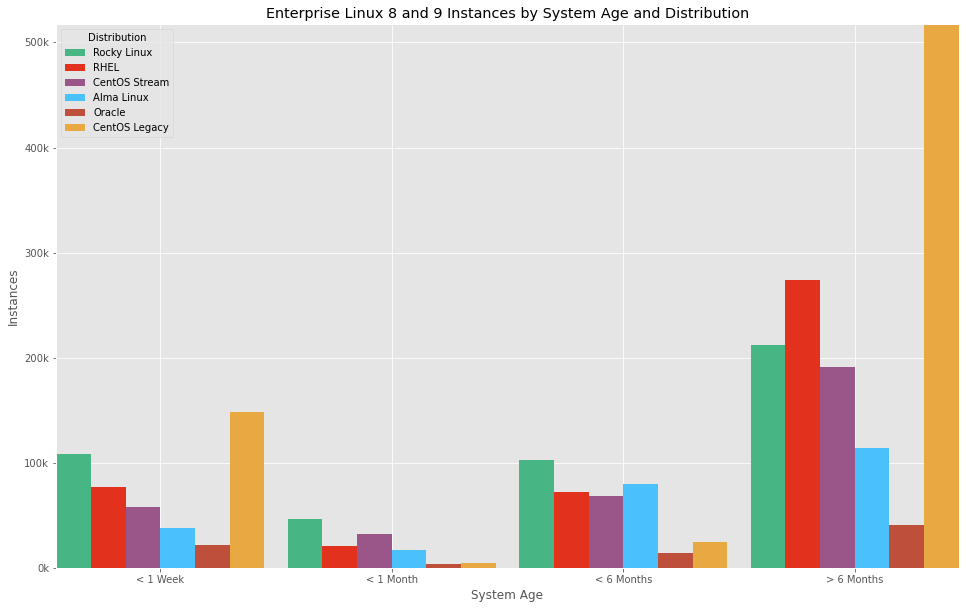 Enterprise Linux 8 and 9 Instances by System Age and Distribution
Distribution
Rocky Linux
RHEL
CentOS Stream
Alma Linux
Oracle
CentOS Legacy
500k
400k
300k
200k
100k
0k
Instances
< 1 Week
< 1 Month
< 6 Months
> 6 Months
System Age